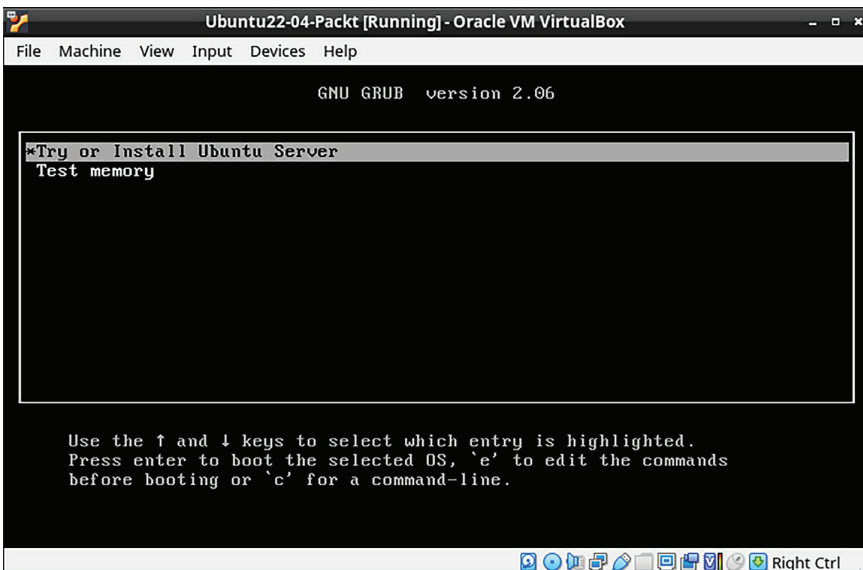 Ubuntu22-04-Packt [Running] - Oracle VM VirtualBox
File Machine View Input Devices Help
GNU GRUB version 2.06
*Try or Install Ubuntu Server
Test memory
Use the ↑ and ↓ keys to select which entry is highlighted.
Press enter to boot the selected OS, `e' to edit the commands
before booting or `c' for a command-line.
Right Ctrl